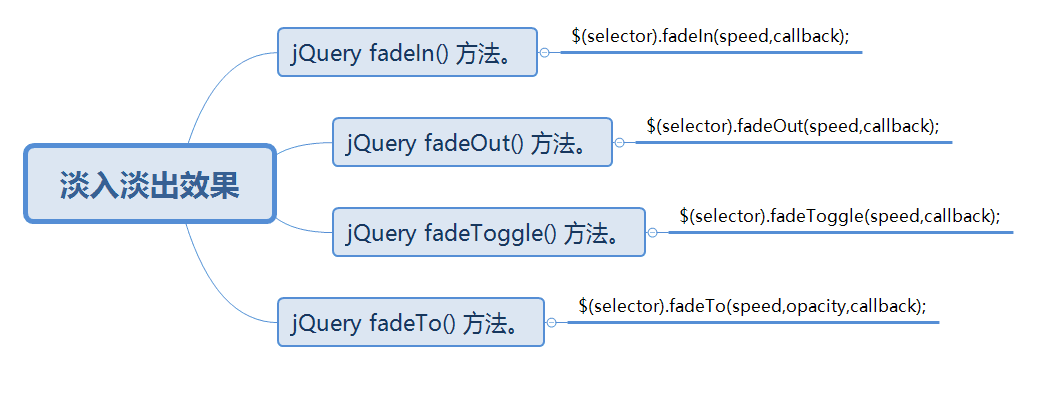 jQuery fadeIn() 方法。
$(selector).fadeIn(speed,callback);
jQuery fadeOut() 方法。
$(selector).fadeOut(speed,callback);
淡入淡出效果
jQuery fadeToggle() 方法。
$(selector).fadeToggle(speed,callback);
jQuery fadeTo() 方法。
$(selector).fadeTo(speed,opacity,callback);